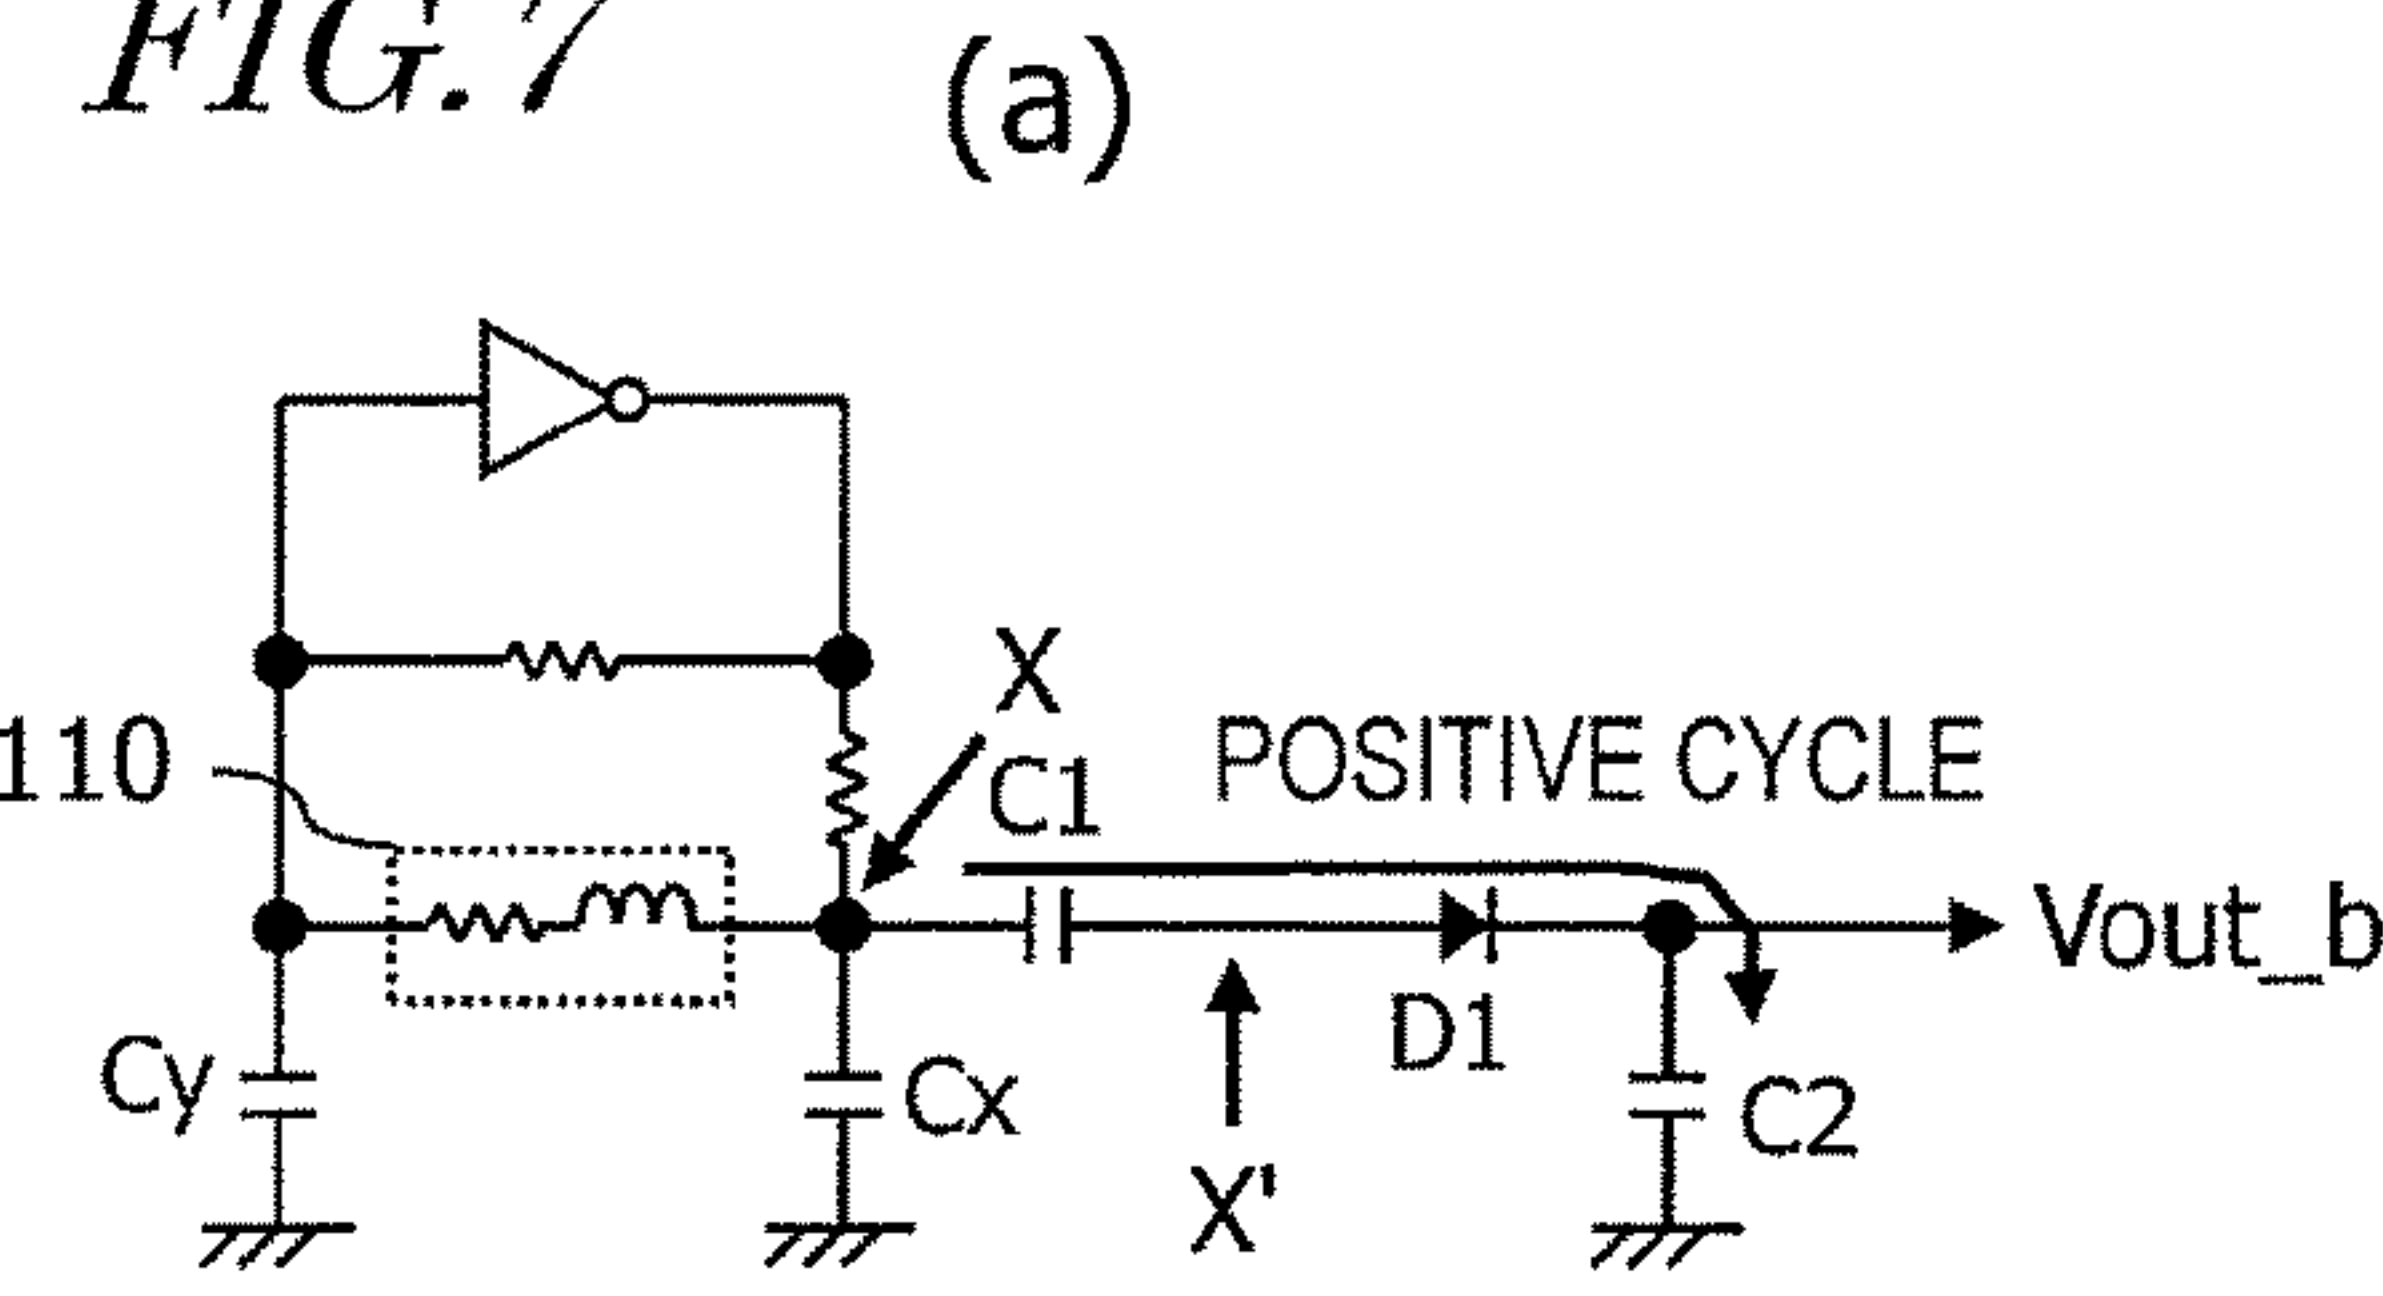 FIG. 7
(a)
X
110
C1
POSITIVE CYCLE
Vout_b
D1
Cy
Cx
C2
X'